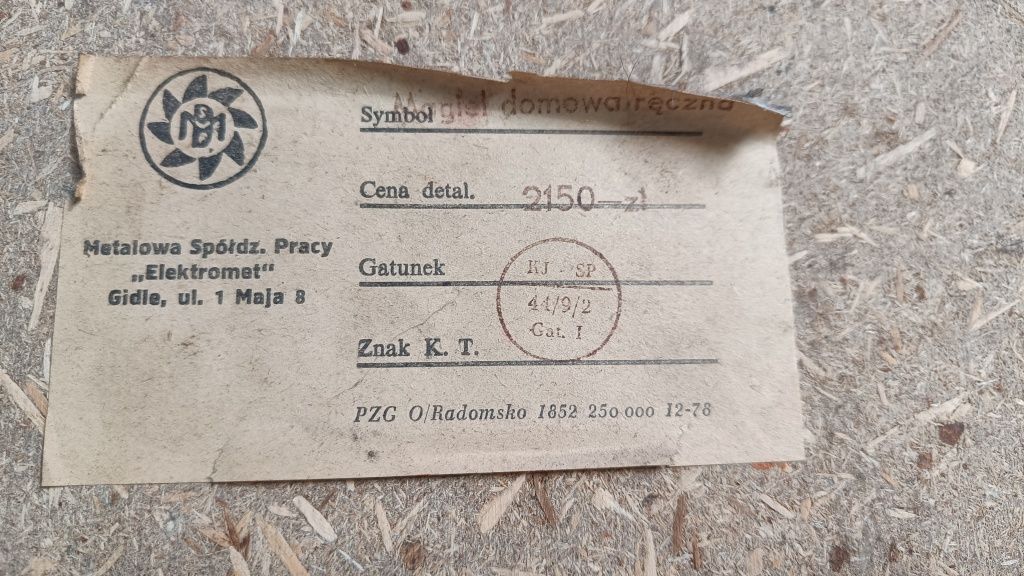 Symbol Magiel domowa ręczna
Cena detal. 2150-zł
Metalowa Spółdz. Pracy
„Elektromet"
Gidle, ul. 1 Maja 8
Gatunek
KJ SP
44/9/2
Gat. I
Znak K. T.
PZG O/Radomsko 1852 250 000 12-78